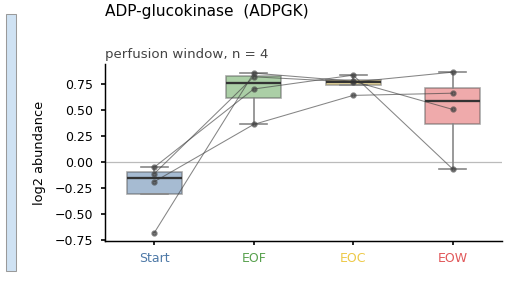 ADP-glucokinase  (ADPGK)
perfusion window, n = 4
log2 abundance
0.75
0.50
0.25
0.00
−0.25
−0.50
−0.75
Start
EOF
EOC
EOW